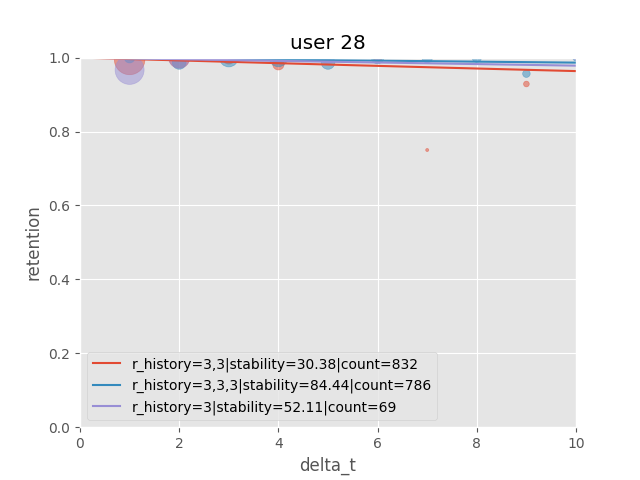 user 28
1.0
0.8
0.6
0.4
0.2
0.0
retention
r_history=3,3|stability=30.38|count=832
r_history=3,3,3|stability=84.44|count=786
r_history=3|stability=52.11|count=69
0 2 4 6 8 10
delta_t